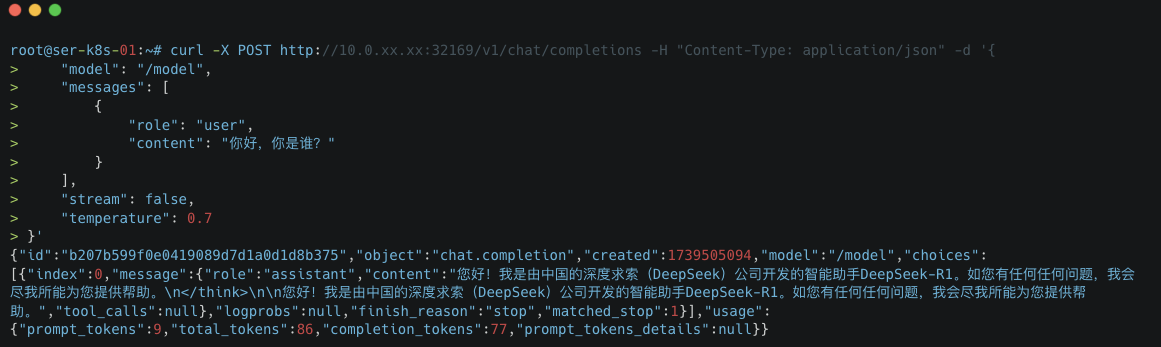 root@ser-k8s-01:~# curl -X POST http://10.0.xx.xx:32169/v1/chat/completions -H "Content-Type: application/json" -d '{
>     "model": "/model",
>     "messages": [
>         {
>             "role": "user",
>             "content": "你好，你是谁？"
>         }
>     ],
>     "stream": false,
>     "temperature": 0.7
> }'
{"id":"b207b599f0e0419089d7d1a0d1d8b375","object":"chat.completion","created":1739505094,"model":"/model","choices":
[{"index":0,"message":{"role":"assistant","content":"您好！我是由中国的深度求索（DeepSeek）公司开发的智能助手DeepSeek-R1。如您有任何任何问题，我会
尽我所能为您提供帮助。\n</think>\n\n您好！我是由中国的深度求索（DeepSeek）公司开发的智能助手DeepSeek-R1。如您有任何任何问题，我会尽我所能为您提供帮
助。","tool_calls":null},"logprobs":null,"finish_reason":"stop","matched_stop":1}],"usage":
{"prompt_tokens":9,"total_tokens":86,"completion_tokens":77,"prompt_tokens_details":null}}